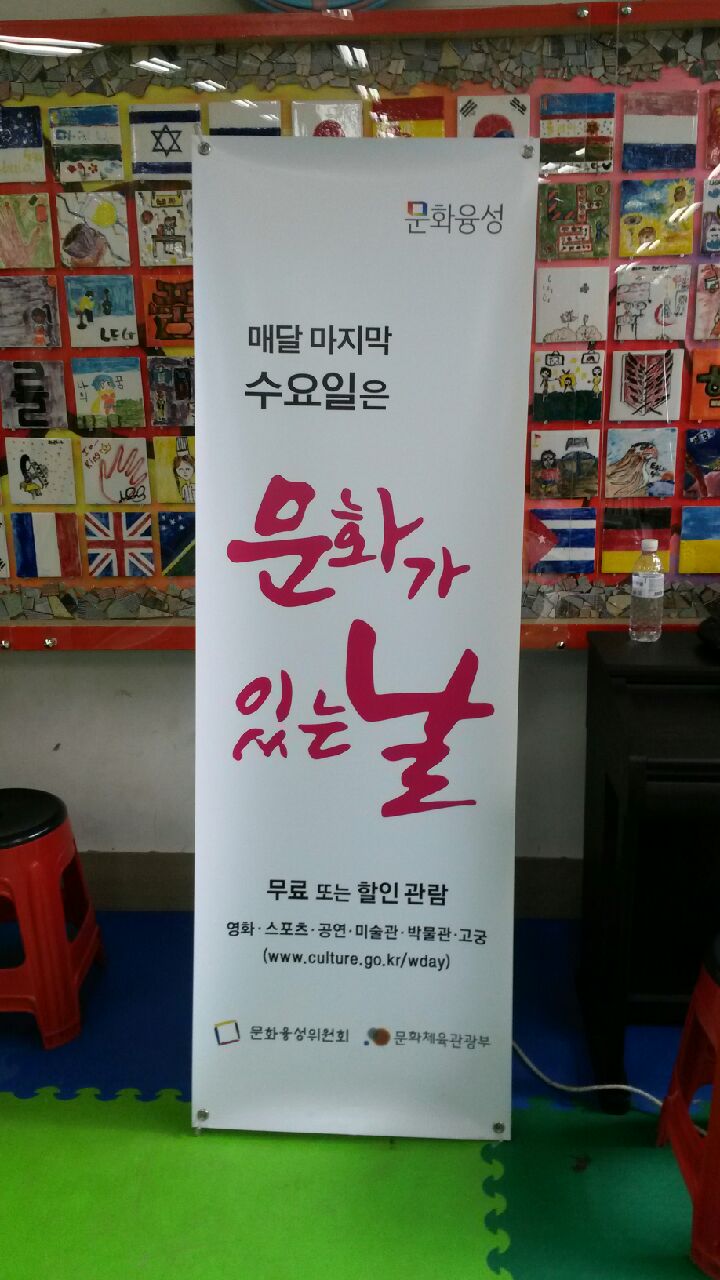 문화융성
매달 마지막
수요일은
문화가
있는 날
무료 또는 할인 관람
영화·스포츠·공연·미술관·박물관·고궁
(www.culture.go.kr/wday)
문화융성위원회 문화체육관광부